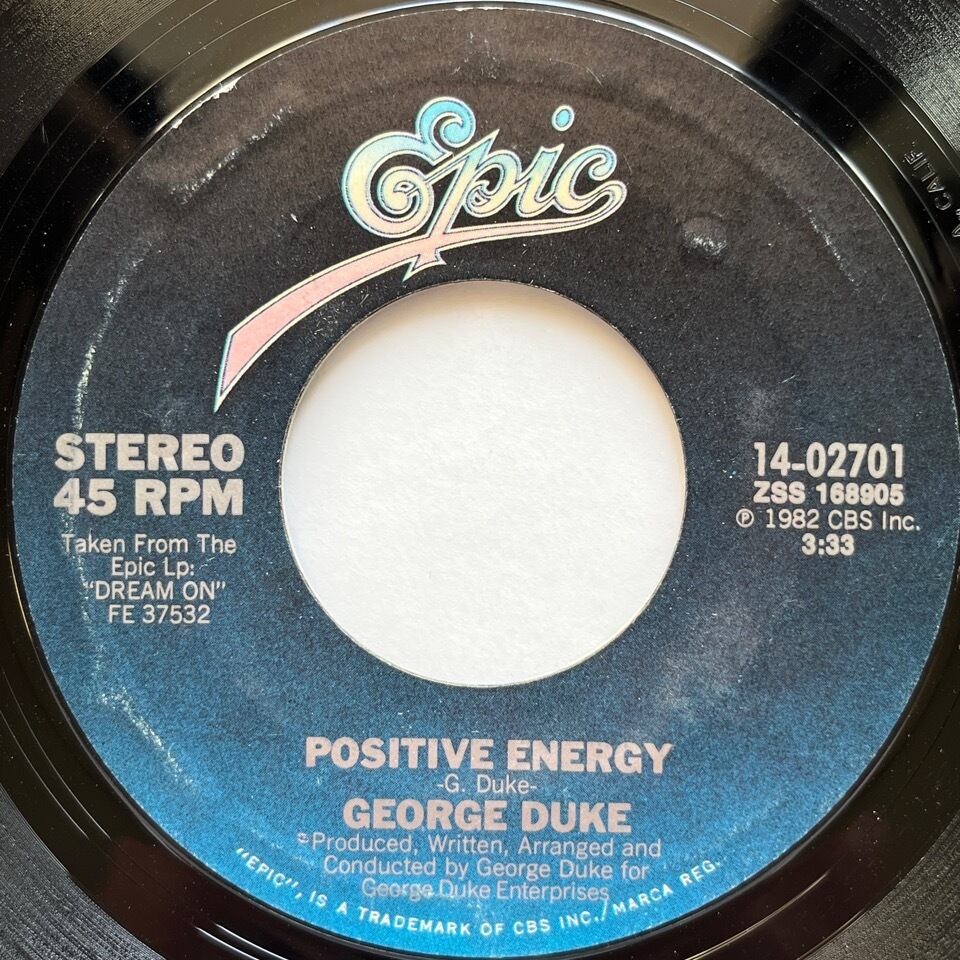 Epic
STEREO
45 RPM
Taken From The
Epic Lp:
"DREAM ON"
FE 37532
14-02701
ZSS 168905
℗ 1982 CBS Inc.
3:33
POSITIVE ENERGY
-G. Duke-
GEORGE DUKE
Produced, Written, Arranged and
Conducted by George Duke for
George Duke Enterprises
"EPIC", IS A TRADEMARK OF CBS INC./MARCA REG.
CALIF.